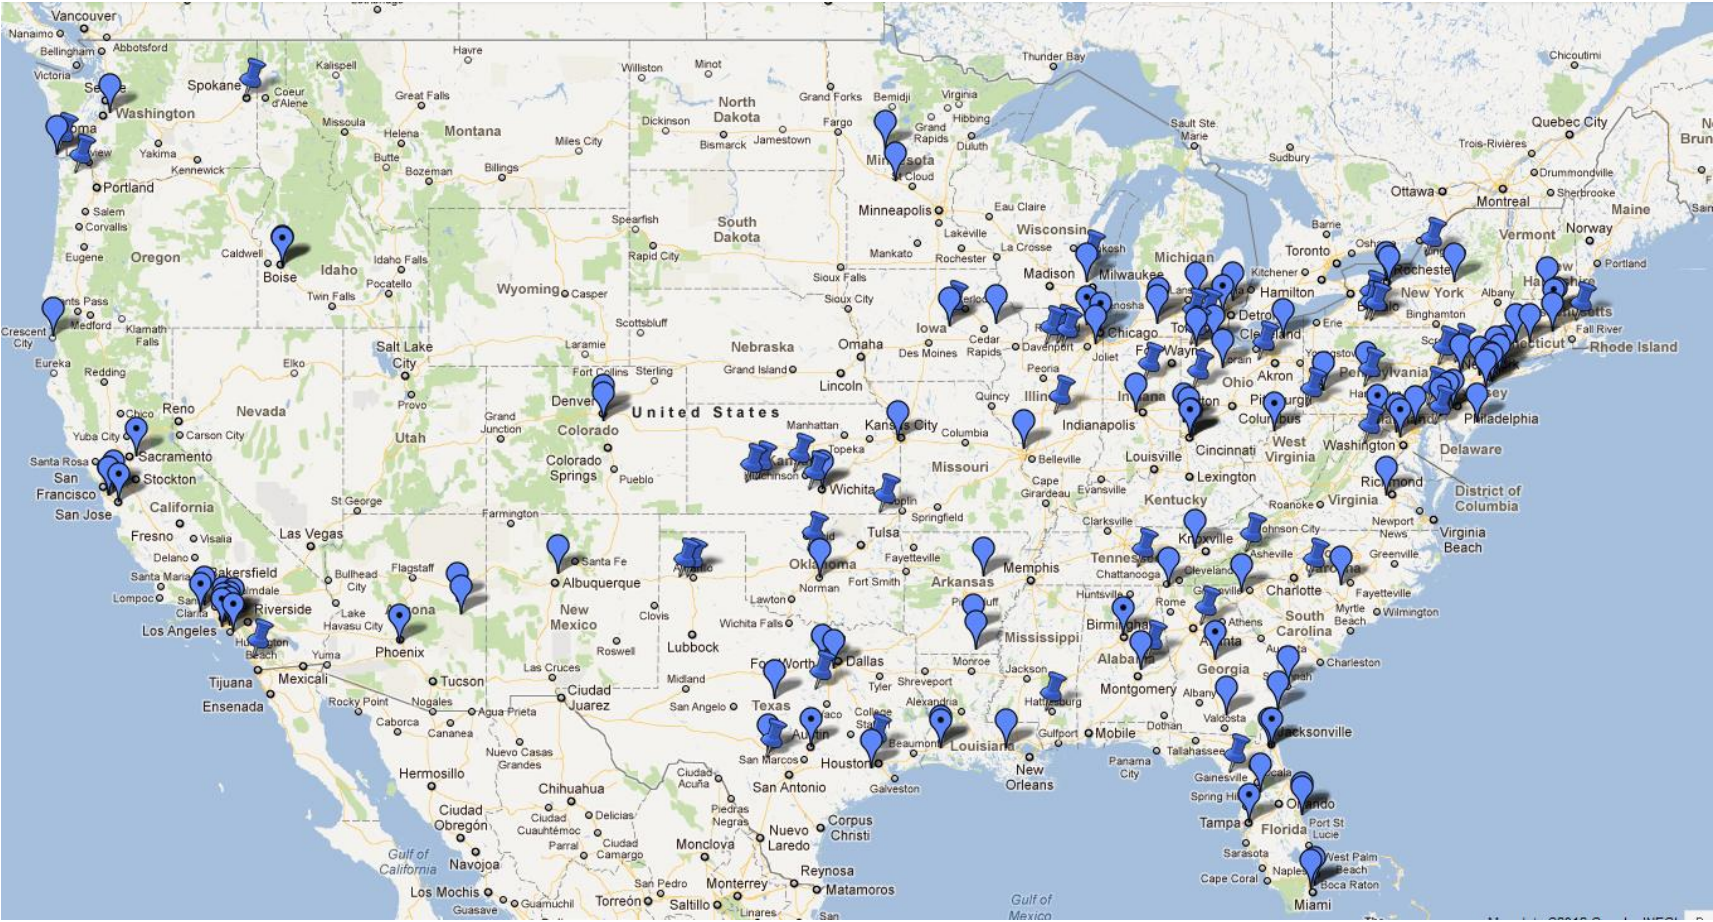 Vancouver
Nanaimo
Abbotsford
Bellingham
Victoria
Spokane
Coeur
d'Alene
Kalispell
Havre
Williston
Minot
Grand Forks
Bemidji
Virginia
Hibbing
Thunder Bay
Chicoutimi
Washington
Yakima
Kennewick
Missoula
Great Falls
Helena
Montana
Butte
Bozeman
Billings
Miles City
North
Dakota
Dickinson
Bismarck
Jamestown
Fargo
Grand
Rapids
Duluth
St Cloud
Sault Ste.
Marie
Sudbury
Quebec City
Trois-Rivières
Drummondville
Sherbrooke
Ottawa
Montreal
Maine
Portland
Salem
Corvallis
Eugene
Oregon
Caldwell
Boise
Idaho
Idaho Falls
Pocatello
Twin Falls
Spearfish
Rapid City
South
Dakota
Minneapolis
Lakeville
Mankato
Rochester
Eau Claire
Wisconsin
La Crosse
Madison
Milwaukee
Michigan
Barrie
Toronto
Kitchener
Hamilton
Vermont
Norway
Portland
Albany
New York
Binghamton
Fall River
Rhode Island
Crescent
City
Medford
Klamath
Falls
Eureka
Redding
Wyoming
Casper
Scottsbluff
Laramie
Fort Collins
Sterling
Salt Lake
City
Provo
Elko
Nevada
Utah
Sioux Falls
Sioux City
Iowa
Nebraska
Grand Island
Omaha
Lincoln
Des Moines
Cedar
Rapids
Davenport
Chicago
Joliet
Peoria
Quincy
Erie
Akron
Ohio
Philadelphia
Chico
Reno
Yuba City
Carson City
Sacramento
Santa Rosa
San
Francisco
Stockton
San Jose
California
Denver
United States
Colorado
Grand
Junction
Colorado
Springs
Pueblo
Manhattan
Kansas City
Topeka
Hutchinson
Wichita
Columbia
Missouri
Belleville
Indianapolis
Cincinnati
Columbus
West
Virginia
Washington
Delaware
District of
Columbia
Louisville
Lexington
Evansville
Cape
Girardeau
Kentucky
Richmond
Roanoke
Virginia
Newport
News
Virginia
Beach
Fresno
Visalia
Delano
Las Vegas
St George
Farmington
Santa Fe
Albuquerque
New
Mexico
Tulsa
Springfield
Fayetteville
Fort Smith
Oklahoma
Norman
Lawton
Arkansas
Memphis
Clarksville
Knoxville
Chattanooga
Cleveland
Asheville
Greenville
Charlotte
Fayetteville
Wilmington
Myrtle
Beach
South
Carolina
Charleston
Santa Maria
Lompoc
Bakersfield
Riverside
Los Angeles
Beach
Bullhead
City
Lake
Havasu City
Flagstaff
Phoenix
Yuma
Tucson
Tijuana
Mexicali
Ensenada
Clovis
Roswell
Lubbock
Wichita Falls
Dallas
Tyler
Midland
San Angelo
Texas
Las Cruces
Ciudad
Juarez
Monroe
Shreveport
Jackson
Mississippi
Huntsville
Rome
Athens
Birmingham
Atlanta
Alabama
Georgia
Montgomery
Albany
Valdosta
Alexandria
Hattiesburg
Gulfport
Mobile
Dothan
Tallahassee
Panama
City
Jacksonville
Gainesville
Rocky Point
Nogales
Agua Prieta
Caborca
Cananea
Nuevo Casas
Grandes
Hermosillo
Chihuahua
Ciudad
Acuña
Austin
San Marcos
San Antonio
Houston
Beaumont
Galveston
Louisiana
New
Orleans
Orlando
Tampa
Florida
Port St
Lucie
Sarasota
Naples
West Palm
Beach
Cape Coral
Boca Raton
Miami
Ciudad
Obregón
Ciudad
Cuauhtémoc
Delicias
Parral
Ciudad
Camargo
Piedras
Negras
Nuevo
Laredo
Corpus
Christi
Monclova
Reynosa
Matamoros
Navojoa
Los Mochis
Guasave
Guamuchil
Torreón
San Pedro
Saltillo
Monterrey
Linares
San
Gulf of
California
Gulf of
Mexico